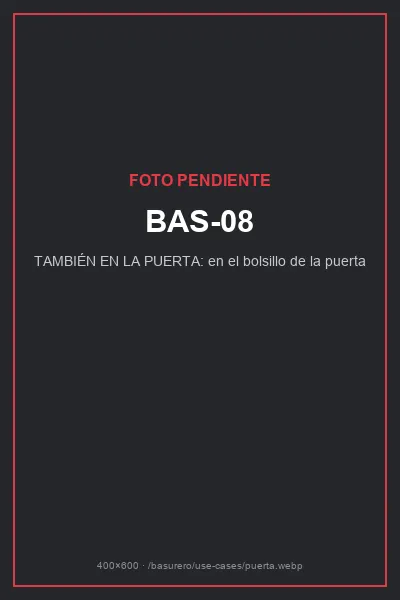 FOTO PENDIENTE
BAS-08
TAMBIÉN EN LA PUERTA: en el bolsillo de la puerta
400×600 · /basurero/use-cases/puerta.webp